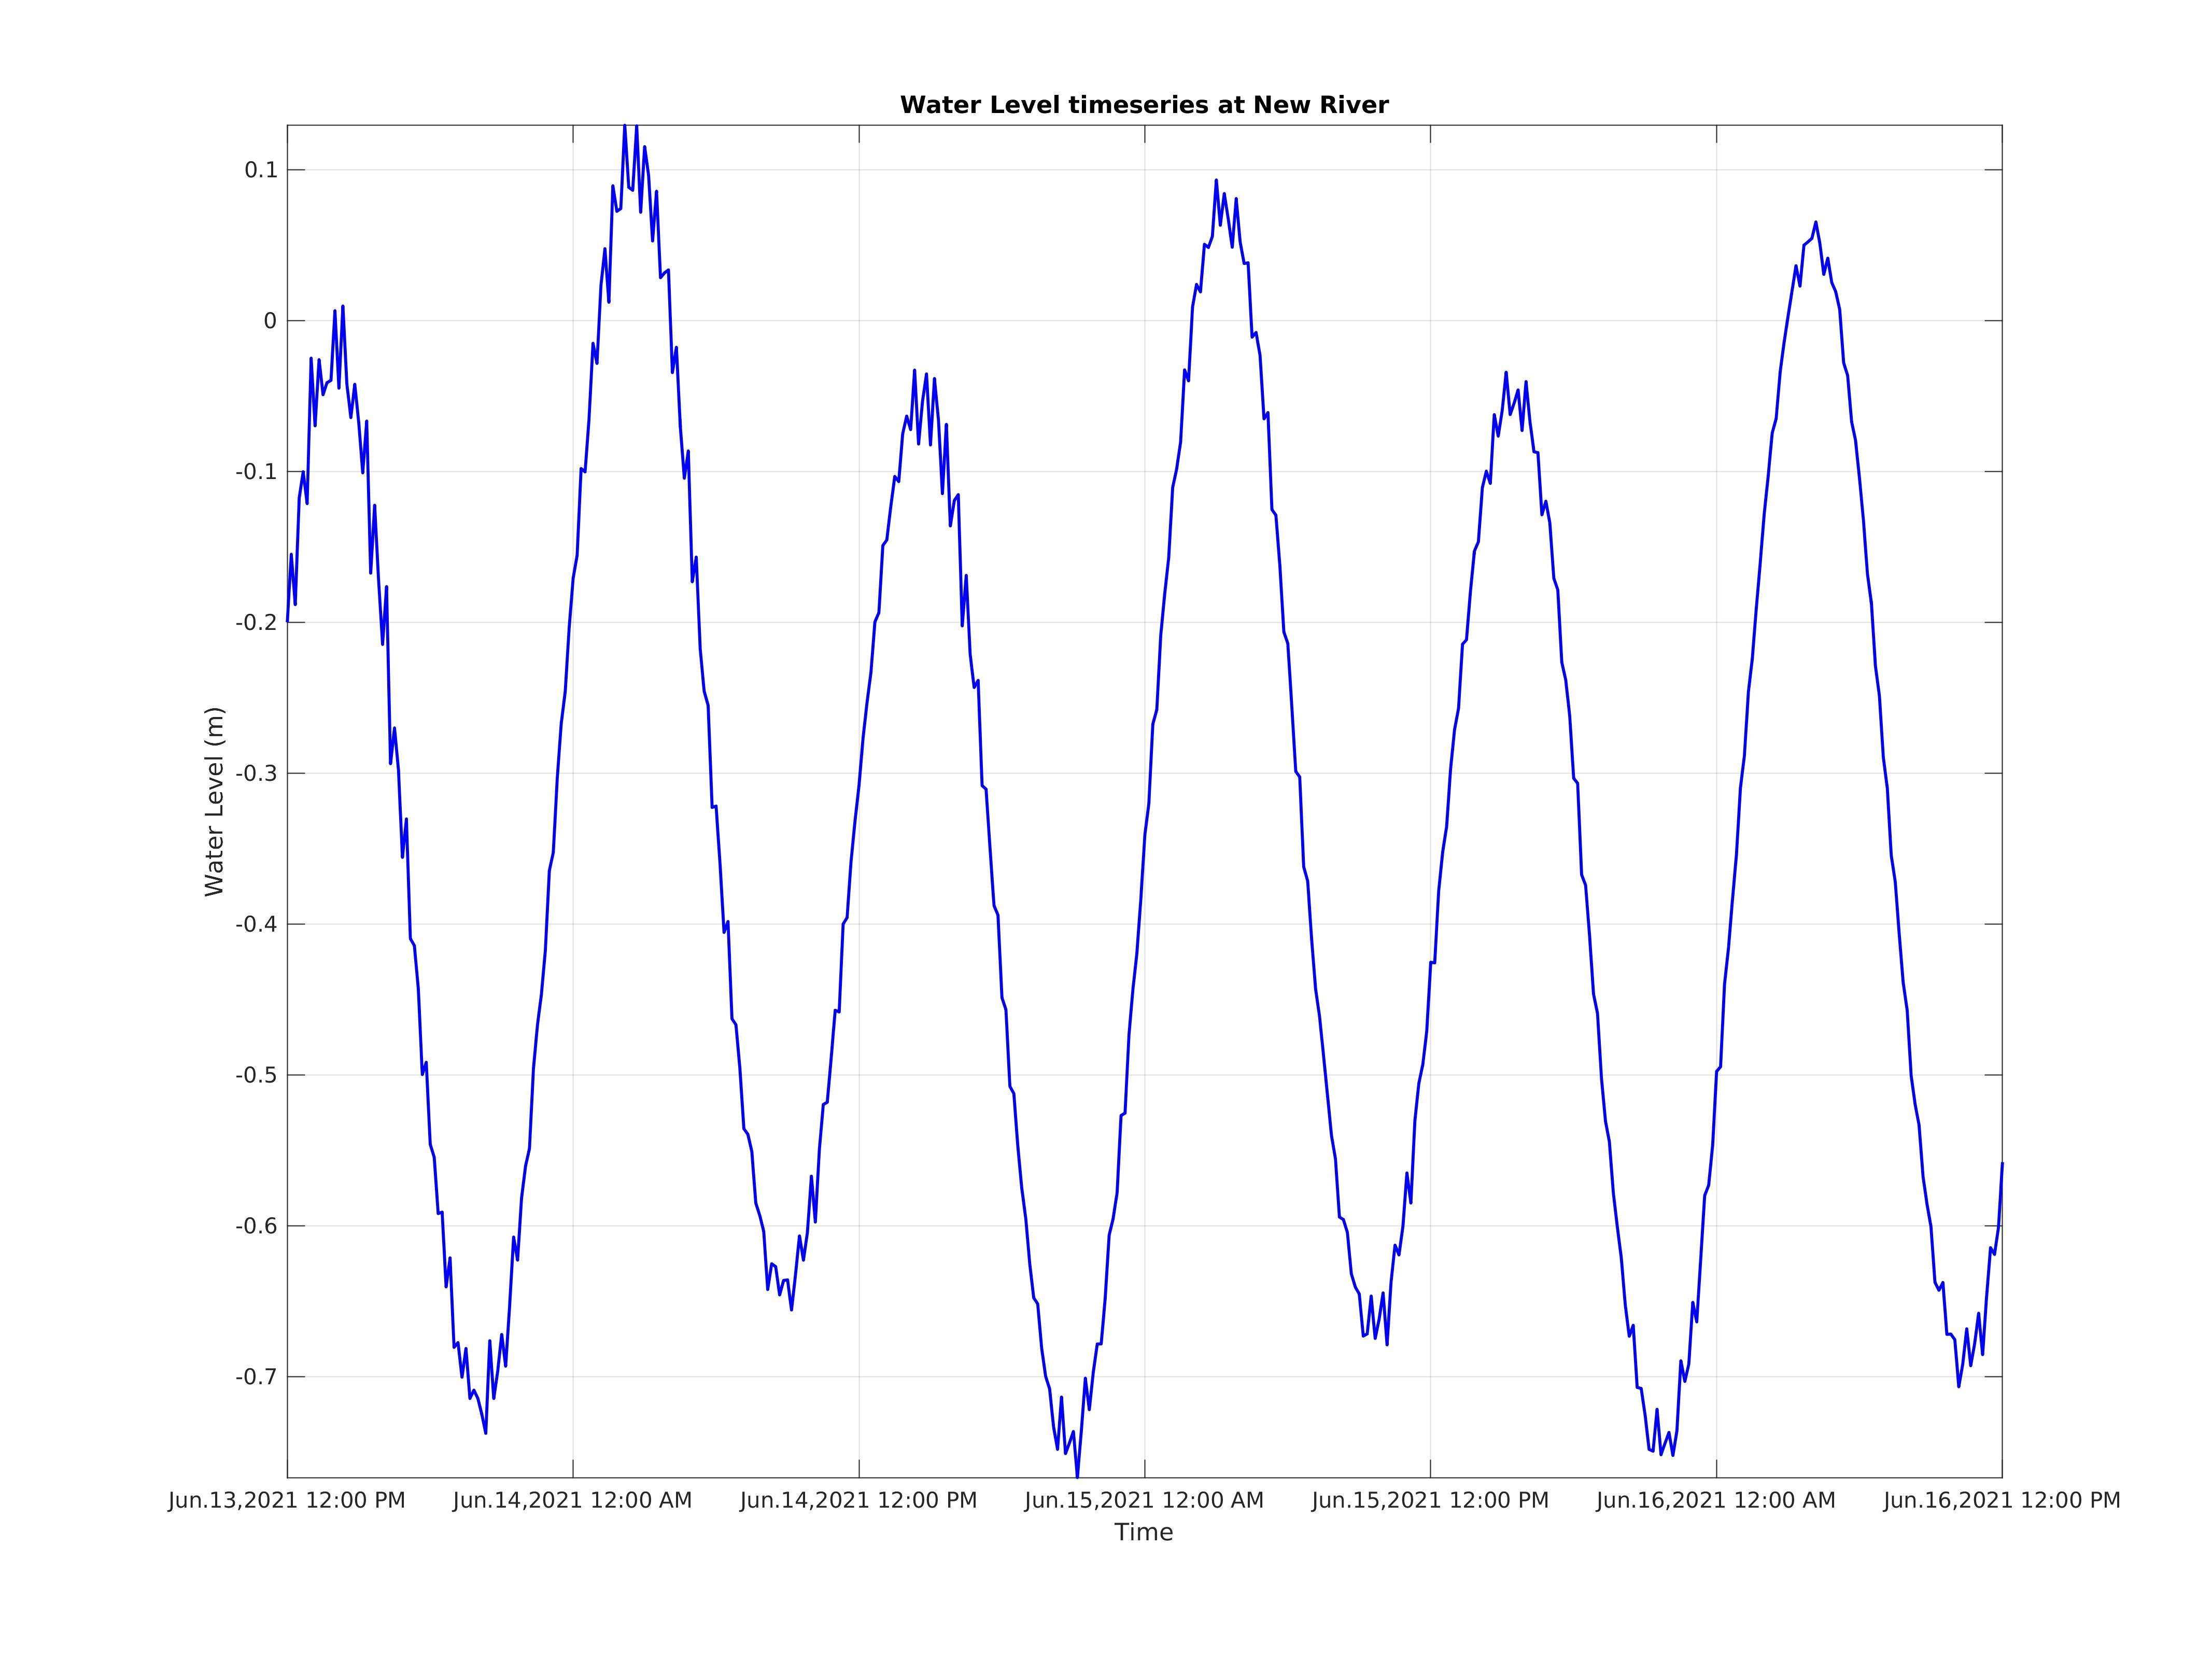 Water Level timeseries at New River
0.1
0
-0.1
-0.2
-0.3
-0.4
-0.5
-0.6
-0.7
Water Level (m)
Jun.13,2021 12:00 PM Jun.14,2021 12:00 AM Jun.14,2021 12:00 PM Jun.15,2021 12:00 AM Jun.15,2021 12:00 PM Jun.16,2021 12:00 AM Jun.16,2021 12:00 PM
Time